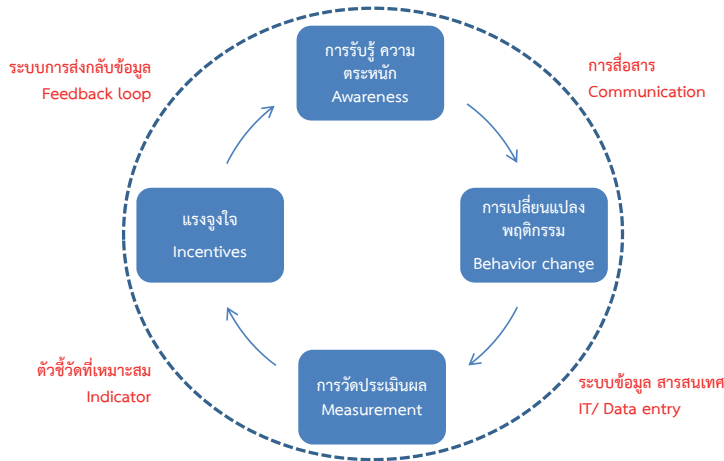 การรับรู้ ความ
ตระหนัก
Awareness
ระบบการส่งกลับข้อมูล
Feedback loop
การสื่อสาร
Communication
แรงจูงใจ
Incentives
การเปลี่ยนแปลง
พฤติกรรม
Behavior change
ตัวชี้วัดที่เหมาะสม
Indicator
การวัดประเมินผล
Measurement
ระบบข้อมูล สารสนเทศ
IT/ Data entry